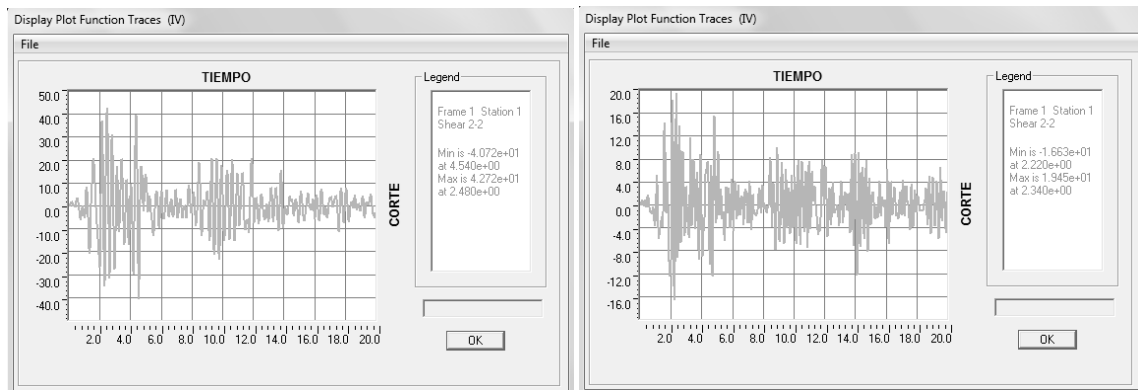 Display Plot Function Traces (IV)
File
TIEMPO
50.0
40.0
30.0
20.0
10.0
0.0
-10.0
-20.0
-30.0
-40.0
2.0 4.0 6.0 8.0 10.0 12.0 14.0 16.0 18.0 20.0
CORTE
Legend
Frame 1 Station 1
Shear 2-2
Min is -4.072e+01
at 4.540e+00
Max is 4.272e+01
at 2.480e+00
OK
Display Plot Function Traces (IV)
File
TIEMPO
20.0
16.0
12.0
8.0
4.0
0.0
-4.0
-8.0
-12.0
-16.0
2.0 4.0 6.0 8.0 10.0 12.0 14.0 16.0 18.0 20.0
CORTE
Legend
Frame 1 Station 1
Shear 2-2
Min is -1.663e+01
at 2.220e+00
Max is 1.945e+01
at 2.340e+00
OK